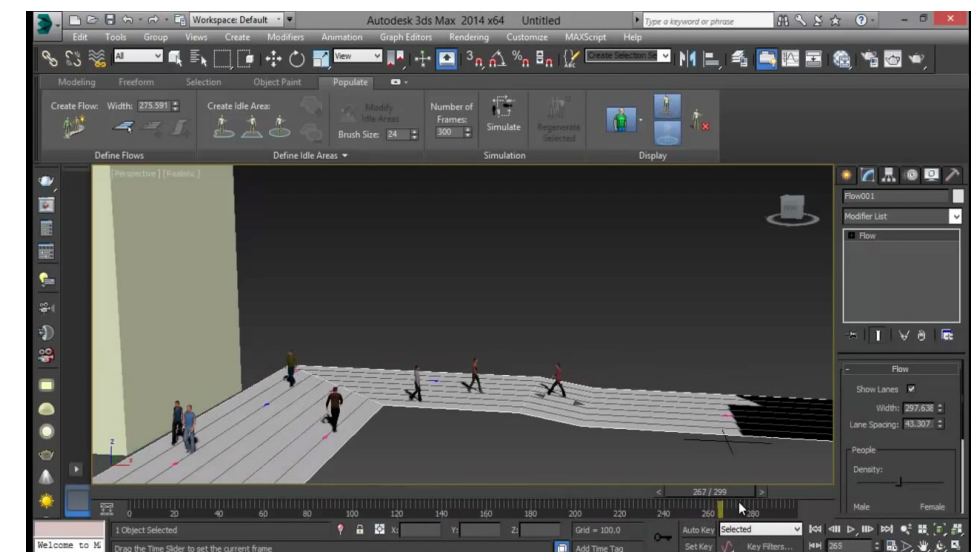 Workspace: Default
Autodesk 3ds Max 2014 x64 Untitled
Type a keyword or phrase
Edit Tools Group Views Create Modifiers Animation Graph Editors Rendering Customize MAXScript Help
All
View
Create Selection Se
Modeling Freeform Selection Object Paint Populate
Create Flow: Width: 275.591
Create Idle Area:
Modify
Idle Areas
Brush Size: 24
Number of
Frames:
300
Simulate
Regenerate
Selected
Define Flows Define Idle Areas Simulation Display
[Perspective ] [Realistic ]
Flow001
Modifier List
Flow
Flow
Show Lanes
Width: 297.638
Lane Spacing: 43.307
People
Density:
Male Female
z
267 / 299
0 20 40 60 80 100 120 140 160 180 200 220 240 260 280
1 Object Selected X: Y: Z: Grid = 100.0 Auto Key Selected
Welcome to M Drag the Time Slider to set the current frame Add Time Tag Set Key Key Filters... 265